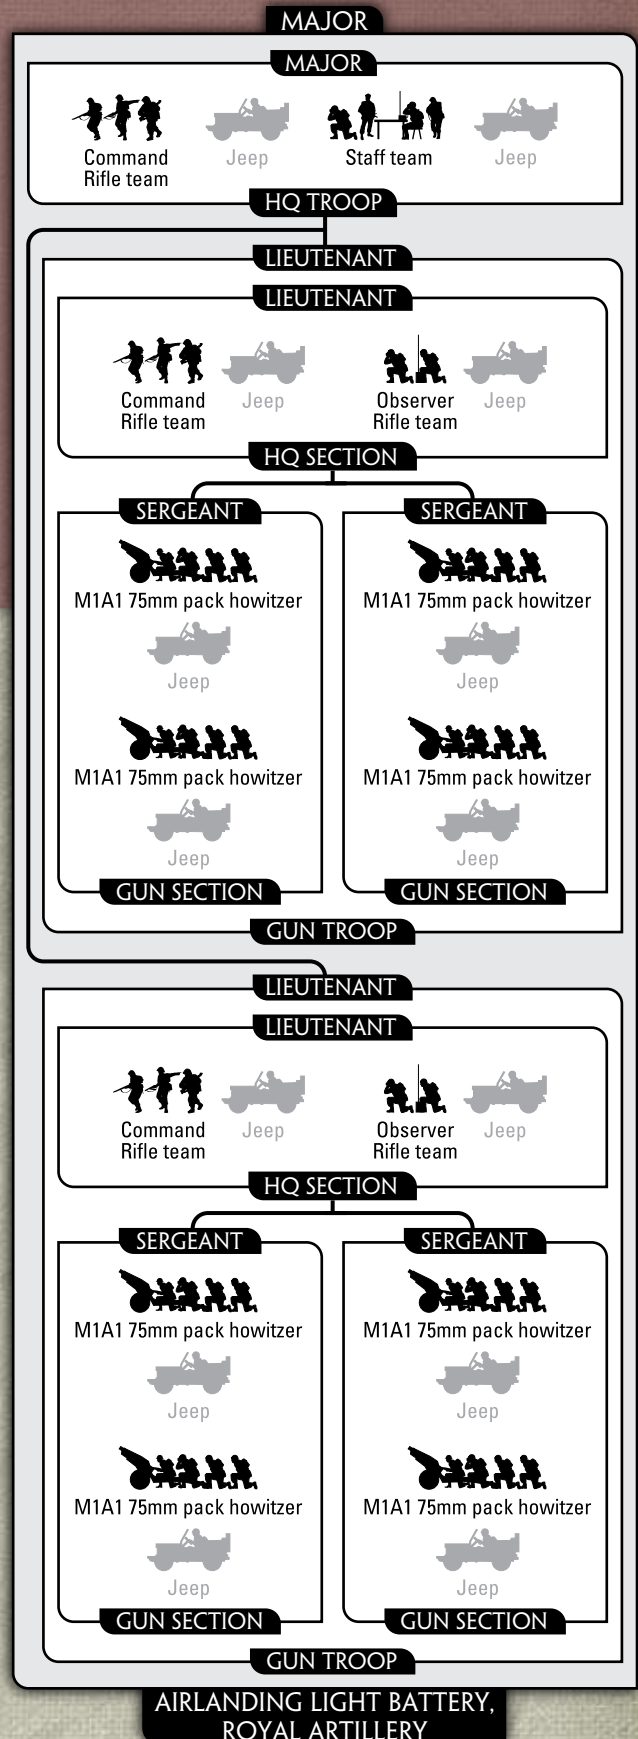 MAJOR
MAJOR
Command
Rifle team
Jeep
Staff team
Jeep
HQ TROOP
LIEUTENANT
LIEUTENANT
Command
Rifle team
Jeep
Observer
Rifle team
Jeep
HQ SECTION
SERGEANT
M1A1 75mm pack howitzer
Jeep
M1A1 75mm pack howitzer
Jeep
GUN SECTION
SERGEANT
M1A1 75mm pack howitzer
Jeep
M1A1 75mm pack howitzer
Jeep
GUN SECTION
GUN TROOP
LIEUTENANT
LIEUTENANT
Command
Rifle team
Jeep
Observer
Rifle team
Jeep
HQ SECTION
SERGEANT
M1A1 75mm pack howitzer
Jeep
M1A1 75mm pack howitzer
Jeep
GUN SECTION
SERGEANT
M1A1 75mm pack howitzer
Jeep
M1A1 75mm pack howitzer
Jeep
GUN SECTION
GUN TROOP
AIRLANDING LIGHT BATTERY,
ROYAL ARTILLERY